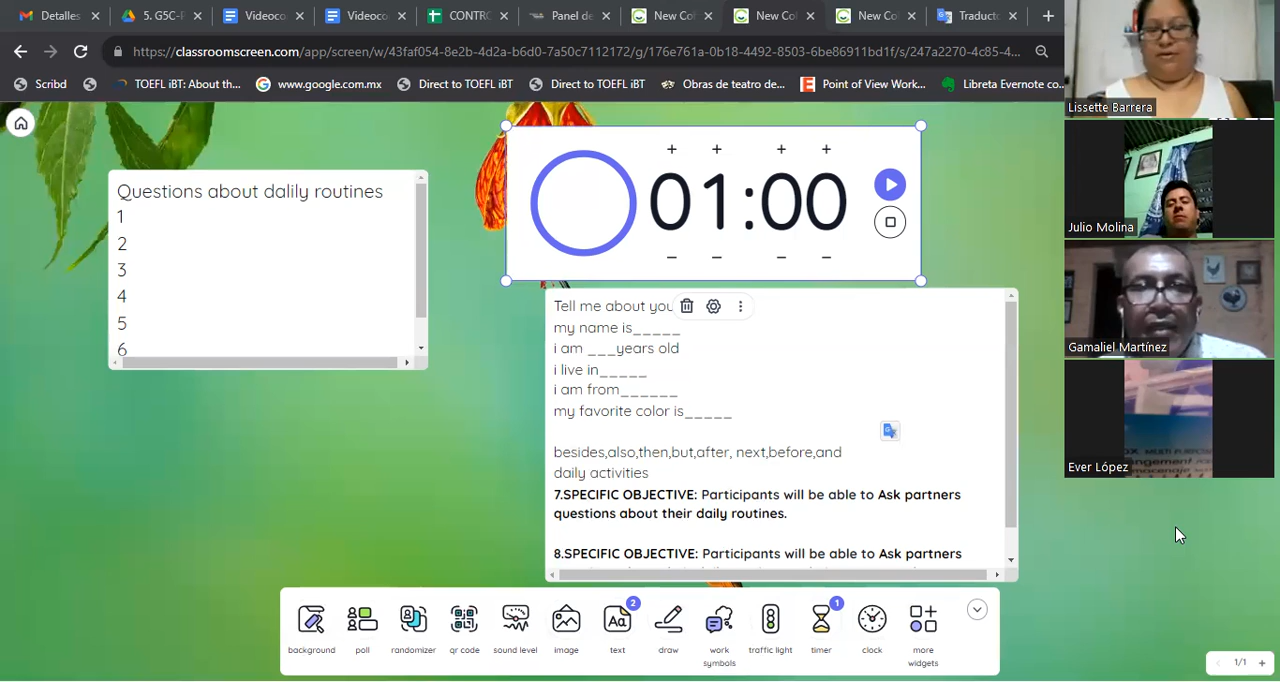 Detalles
5. G5C-P
Videoco
Videoco
CONTRO
Panel de
New Col
New Col
New Col
Traducto
https://classroomscreen.com/app/screen/w/43faf054-8e2b-4d2a-b6d0-7a50c7112172/g/176e761a-0b18-4492-8503-6be86911bd1f/s/247a2270-4c85-4...
Scribd
TOEFL iBT: About th...
www.google.com.mx
Direct to TOEFL iBT
Direct to TOEFL iBT
Obras de teatro de...
Point of View Work...
Libreta Evernote co...
Questions about dalily routines
1
2
3
4
5
6
01:00
Tell me about you
my name is_____
i am ___years old
i live in_____
i am from______
my favorite color is_____
besides,also,then,but,after, next,before,and
daily activities
7.SPECIFIC OBJECTIVE: Participants will be able to Ask partners
questions about their daily routines.
8.SPECIFIC OBJECTIVE: Participants will be able to Ask partners
background
poll
randomizer
qr code
sound level
image
text
2
draw
work
symbols
traffic light
timer
1
clock
more
widgets
1/1
Lissette Barrera
Julio Molina
Gamaliel Martínez
Ever López